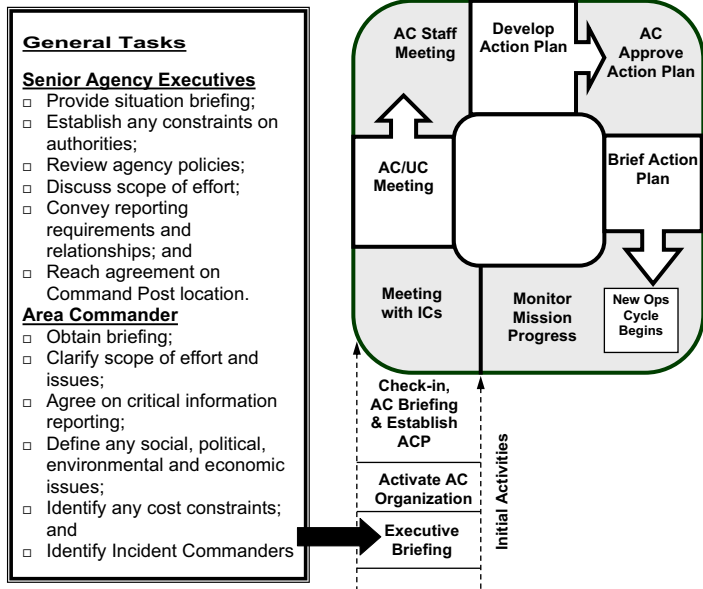 General Tasks
Senior Agency Executives
□ Provide situation briefing;
□ Establish any constraints on
authorities;
□ Review agency policies;
□ Discuss scope of effort;
□ Convey reporting
requirements and
relationships; and
□ Reach agreement on
Command Post location.
Area Commander
□ Obtain briefing;
□ Clarify scope of effort and
issues;
□ Agree on critical information
reporting;
□ Define any social, political,
environmental and economic
issues;
□ Identify any cost constraints;
and
□ Identify Incident Commanders
AC Staff
Meeting
Develop
Action Plan
AC
Approve
Action Plan
AC/UC
Meeting
Brief Action
Plan
Meeting
with ICs
Monitor
Mission
Progress
New Ops
Cycle
Begins
Check-in,
AC Briefing
& Establish
ACP
Activate AC
Organization
Executive
Briefing
Initial Activities